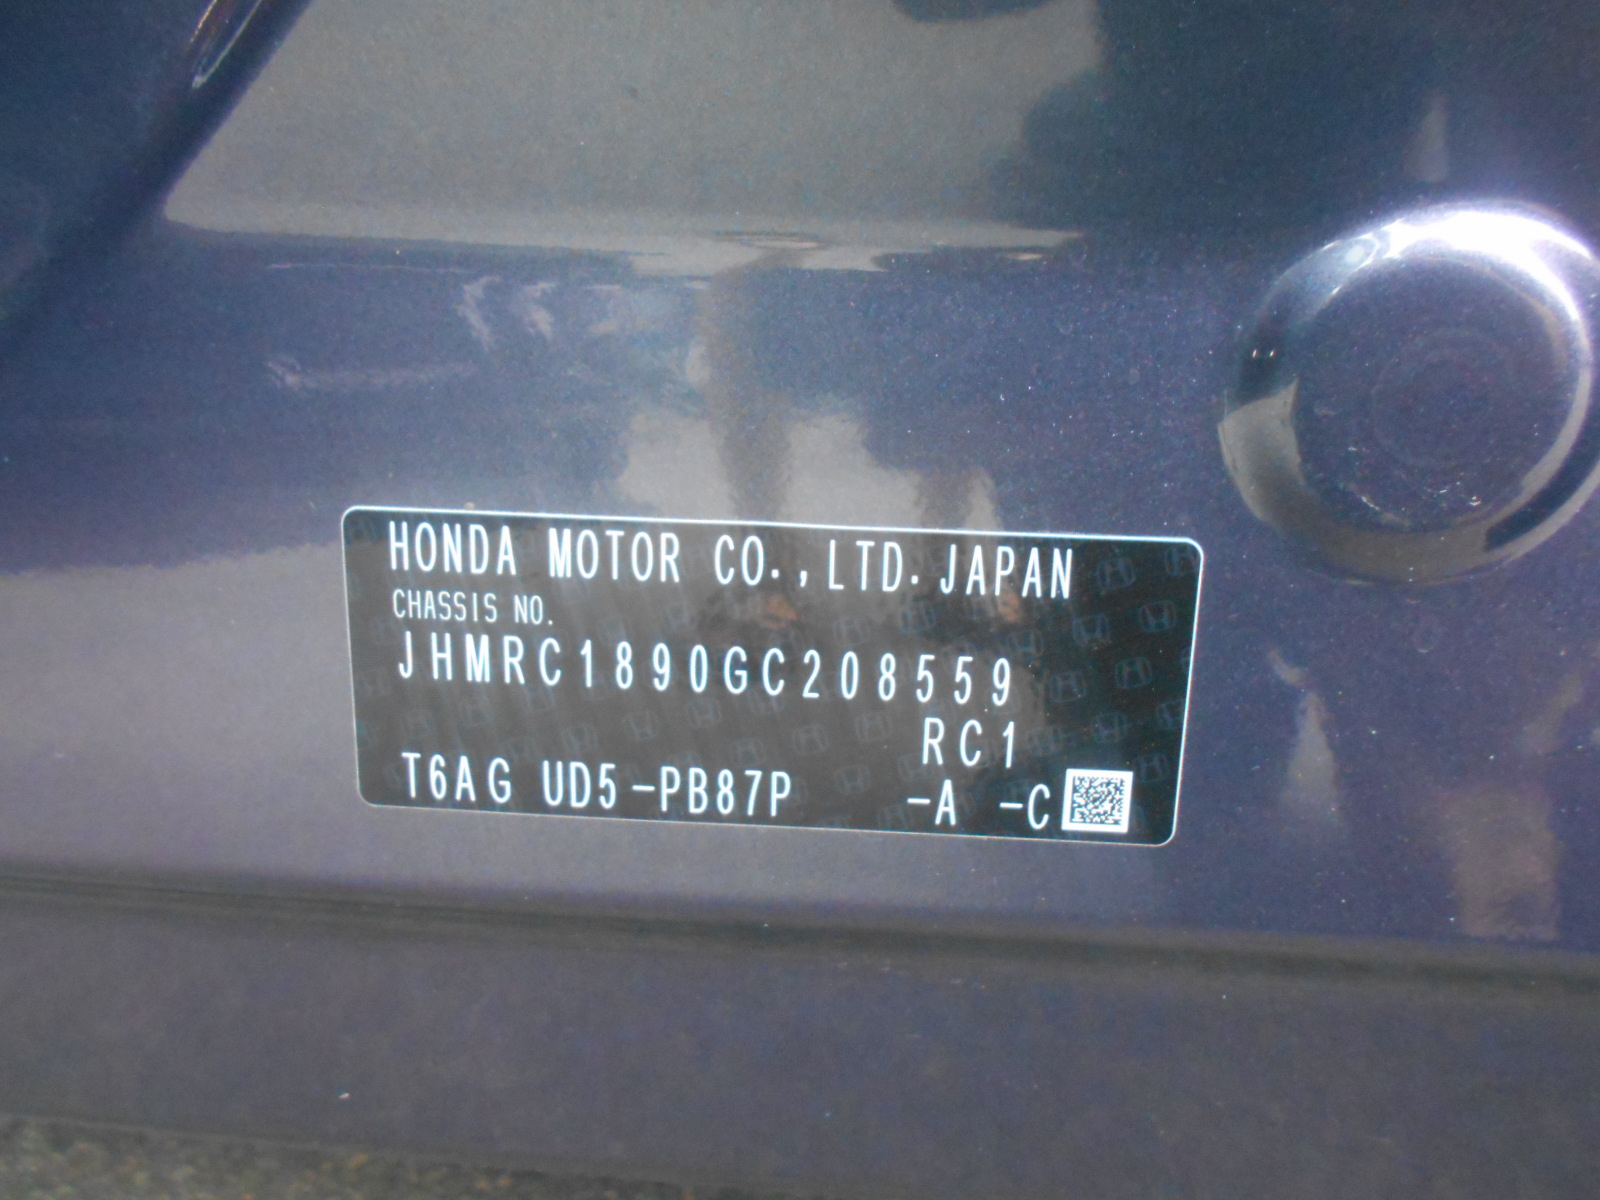 HONDA MOTOR CO.,LTD.JAPAN
CHASSIS NO.
JHMRC1890GC208559
RC1
T6AG UD5-PB87P -A -C